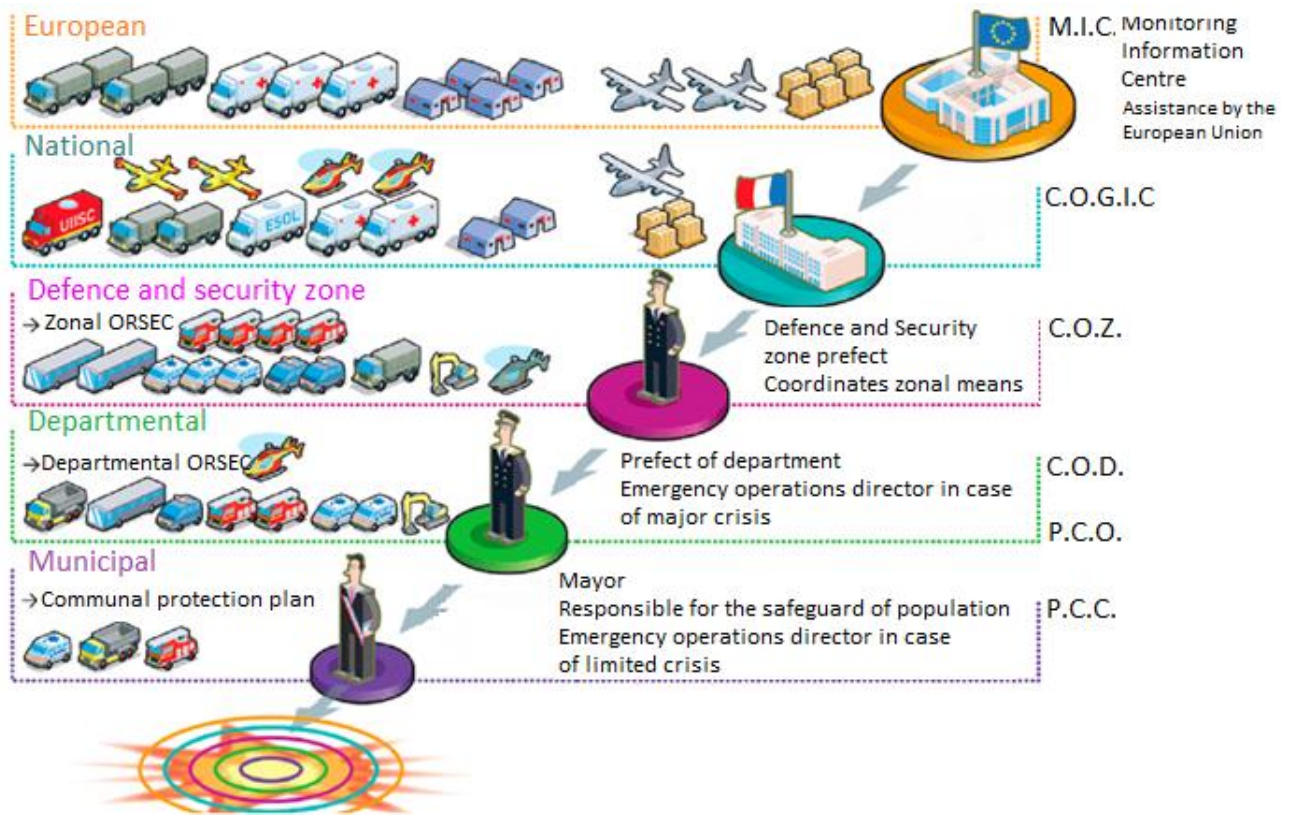 European
M.I.C. Monitoring
Information
Centre
Assistance by the
European Union
National
UIISC
ESOL
C.O.G.I.C
Defence and security zone
→ Zonal ORSEC
Defence and Security
zone prefect
Coordinates zonal means
C.O.Z.
Departmental
→Departmental ORSEC
Prefect of department
Emergency operations director in case
of major crisis
C.O.D.
P.C.O.
Municipal
→Communal protection plan
Mayor
Responsible for the safeguard of population
Emergency operations director in case
of limited crisis
P.C.C.